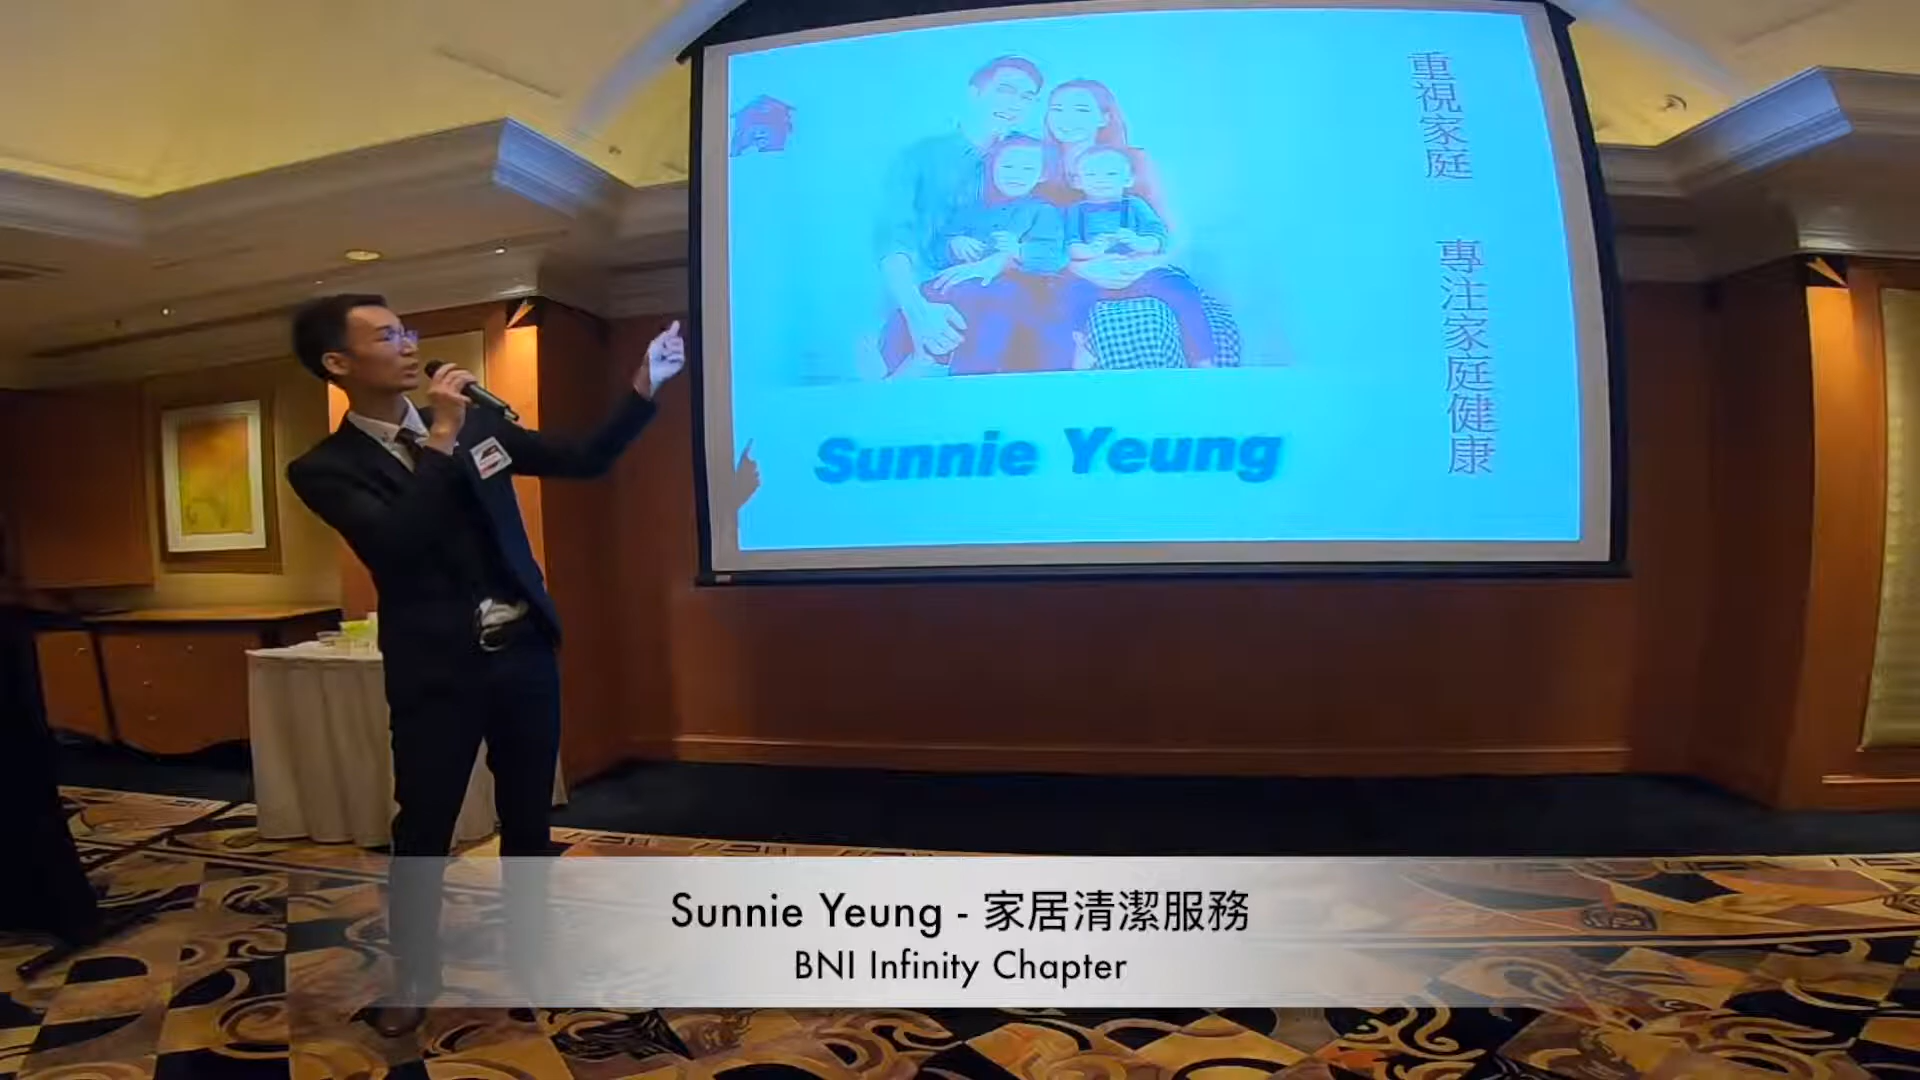 重視家庭
專注家庭健康
Sunnie Yeung
Sunnie Yeung - 家居清潔服務
BNI Infinity Chapter